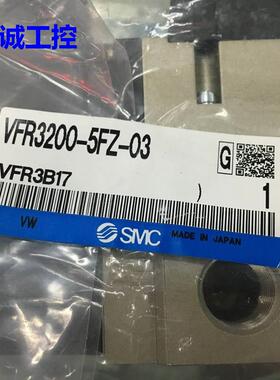 诚工控
VFR3200-5FZ-03
G
VFR3B17
) 1
VW
SMC MADE IN JAPAN